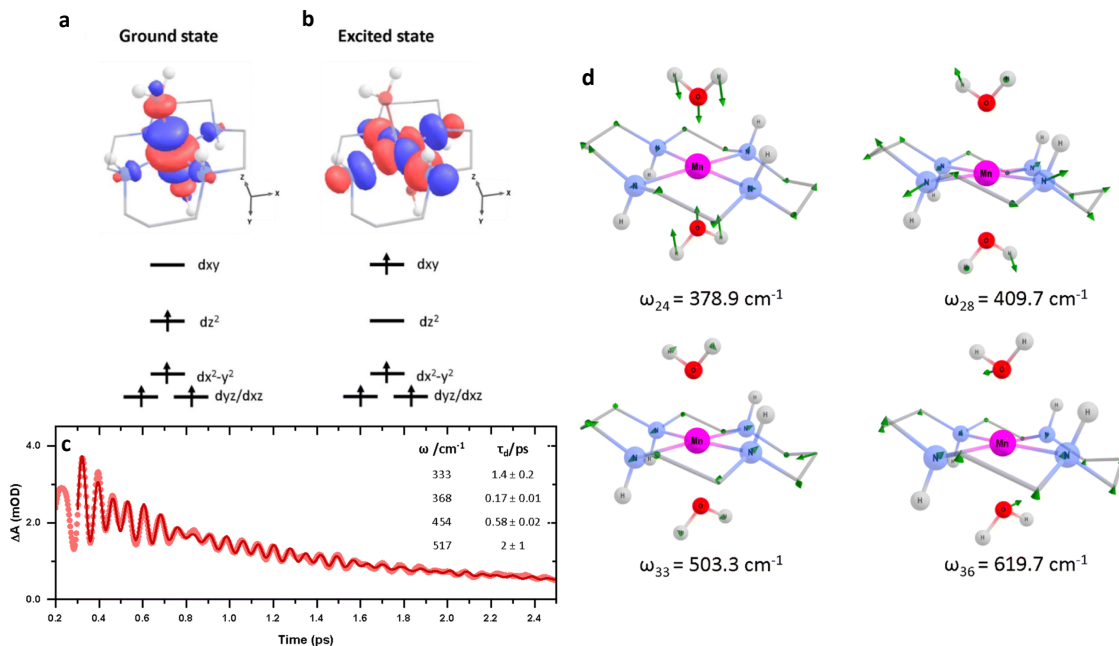 a
Ground state
b
Excited state
Z
X
Y
Z
X
Y
dxy
dz²
dx²-y²
dyz/dxz
dxy
dz²
dx²-y²
dyz/dxz
c
ω /cm⁻¹ τd/ps
333 1.4 ± 0.2
368 0.17 ± 0.01
454 0.58 ± 0.02
517 2 ± 1
ΔA (mOD)
4.0
2.0
0.0
0.2 0.4 0.6 0.8 1.0 1.2 1.4 1.6 1.8 2.0 2.2 2.4
Time (ps)
d
H H
O
H
N N H
Mn
H
N N
H
O
H H
ω₂₄ = 378.9 cm⁻¹
H H
O
H H
N N
Mn
N N
H H
O
H H
ω₂₈ = 409.7 cm⁻¹
H H
O
H
N N H
Mn
N N
H
H
O
H H
ω₃₃ = 503.3 cm⁻¹
H H
O
H H
N N
Mn
N N
H H
O
H H
ω₃₆ = 619.7 cm⁻¹